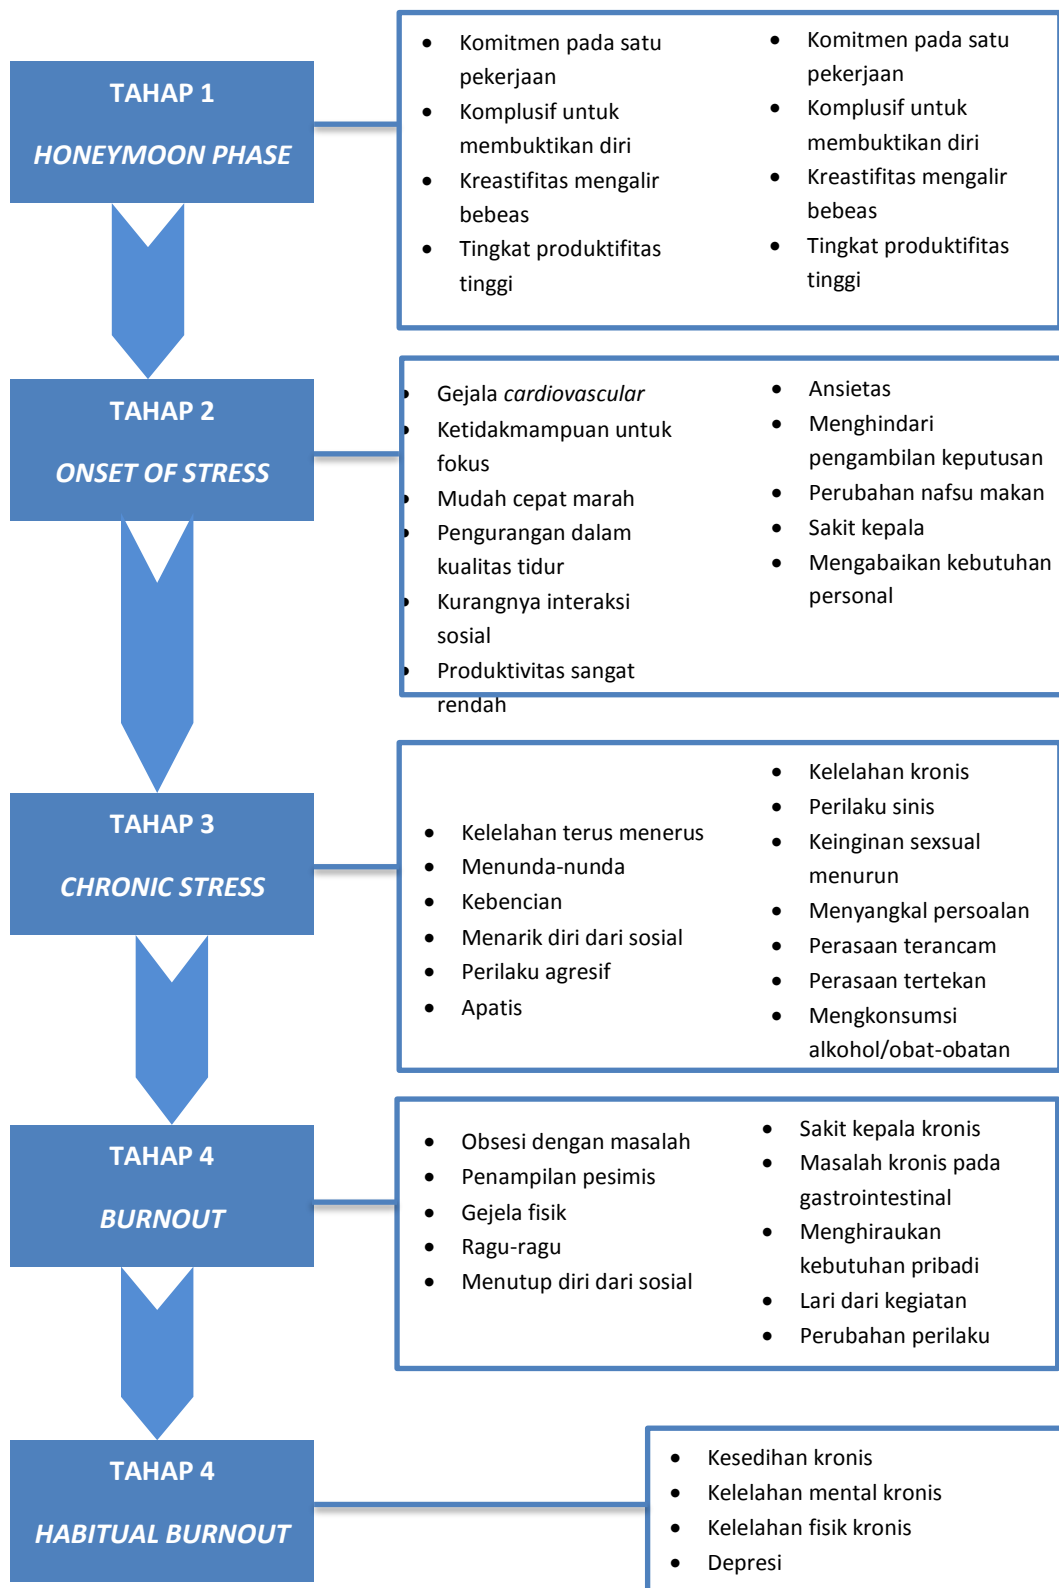 TAHAP 1
HONEYMOON PHASE
Komitmen pada satu
pekerjaan
Komplusif untuk
membuktikan diri
Kreastifitas mengalir
bebeas
Tingkat produktifitas
tinggi
Komitmen pada satu
pekerjaan
Komplusif untuk
membuktikan diri
Kreastifitas mengalir
bebeas
Tingkat produktifitas
tinggi
TAHAP 2
ONSET OF STRESS
Gejala cardiovascular
Ketidakmampuan untuk
fokus
Mudah cepat marah
Pengurangan dalam
kualitas tidur
Kurangnya interaksi
sosial
Produktivitas sangat
rendah
Ansietas
Menghindari
pengambilan keputusan
Perubahan nafsu makan
Sakit kepala
Mengabaikan kebutuhan
personal
TAHAP 3
CHRONIC STRESS
Kelelahan terus menerus
Menunda-nunda
Kebencian
Menarik diri dari sosial
Perilaku agresif
Apatis
Kelelahan kronis
Perilaku sinis
Keinginan sexsual
menurun
Menyangkal persoalan
Perasaan terancam
Perasaan tertekan
Mengkonsumsi
alkohol/obat-obatan
TAHAP 4
BURNOUT
Obsesi dengan masalah
Penampilan pesimis
Gejela fisik
Ragu-ragu
Menutup diri dari sosial
Sakit kepala kronis
Masalah kronis pada
gastrointestinal
Menghiraukan
kebutuhan pribadi
Lari dari kegiatan
Perubahan perilaku
TAHAP 4
HABITUAL BURNOUT
Kesedihan kronis
Kelelahan mental kronis
Kelelahan fisik kronis
Depresi